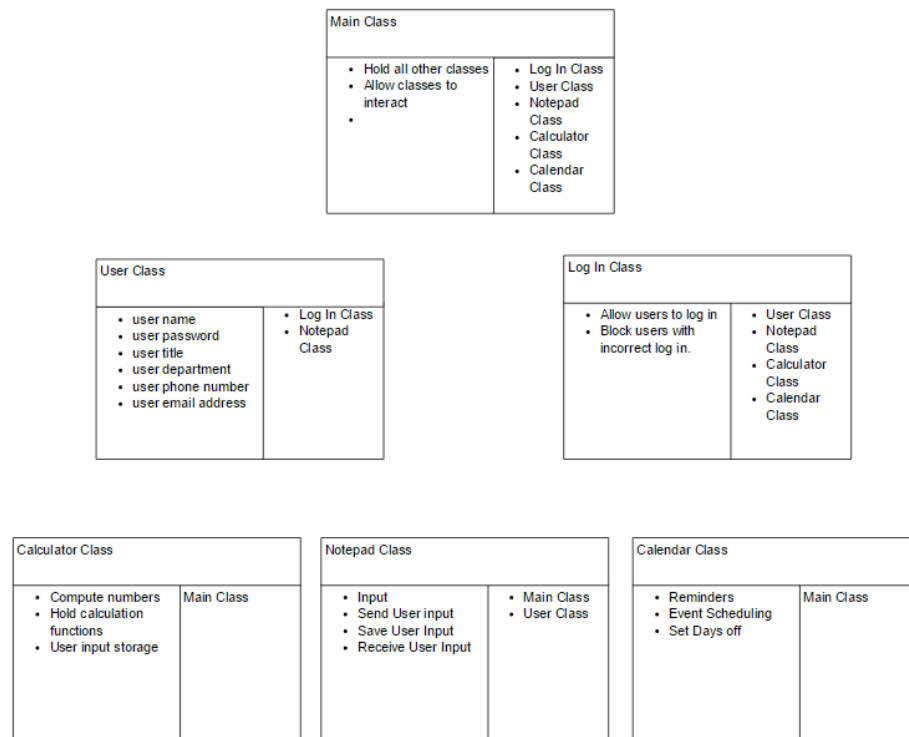 Main Class
• Hold all other classes
• Allow classes to
interact
•
• Log In Class
• User Class
• Notepad
Class
• Calculator
Class
• Calendar
Class
User Class
• user name
• user password
• user title
• user department
• user phone number
• user email address
• Log In Class
• Notepad
Class
Log In Class
• Allow users to log in
• Block users with
incorrect log in.
• User Class
• Notepad
Class
• Calculator
Class
• Calendar
Class
Calculator Class
• Compute numbers
• Hold calculation
functions
• User input storage
Main Class
Notepad Class
• Input
• Send User input
• Save User Input
• Receive User Input
• Main Class
• User Class
Calendar Class
• Reminders
• Event Scheduling
• Set Days off
Main Class